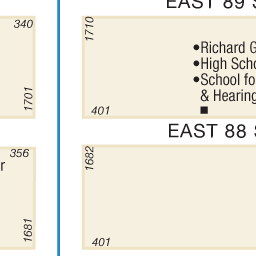 EAST 89 S
340
1710
•Richard G
•High Scho
•School fo
& Hearing
1701
401
EAST 88 S
356
1682
r
1681
401